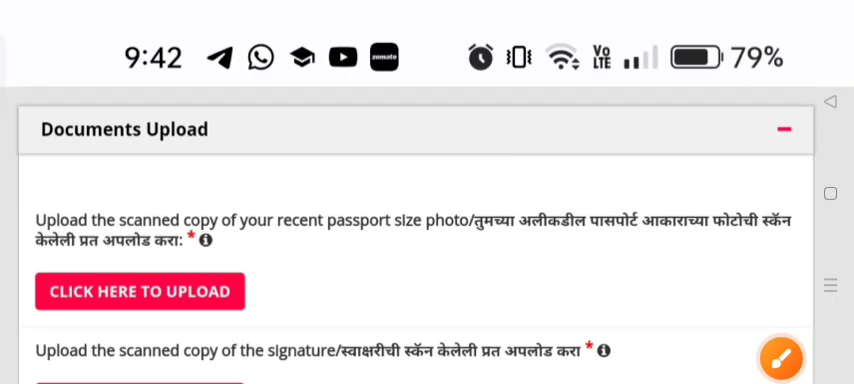 9:42 zomato Vo LTE 79%
Documents Upload
Upload the scanned copy of your recent passport size photo/तुमच्या अलीकडील पासपोर्ट आकाराच्या फोटोची स्कॅन
केलेली प्रत अपलोड करा: *
CLICK HERE TO UPLOAD
Upload the scanned copy of the signature/स्वाक्षरीची स्कॅन केलेली प्रत अपलोड करा *